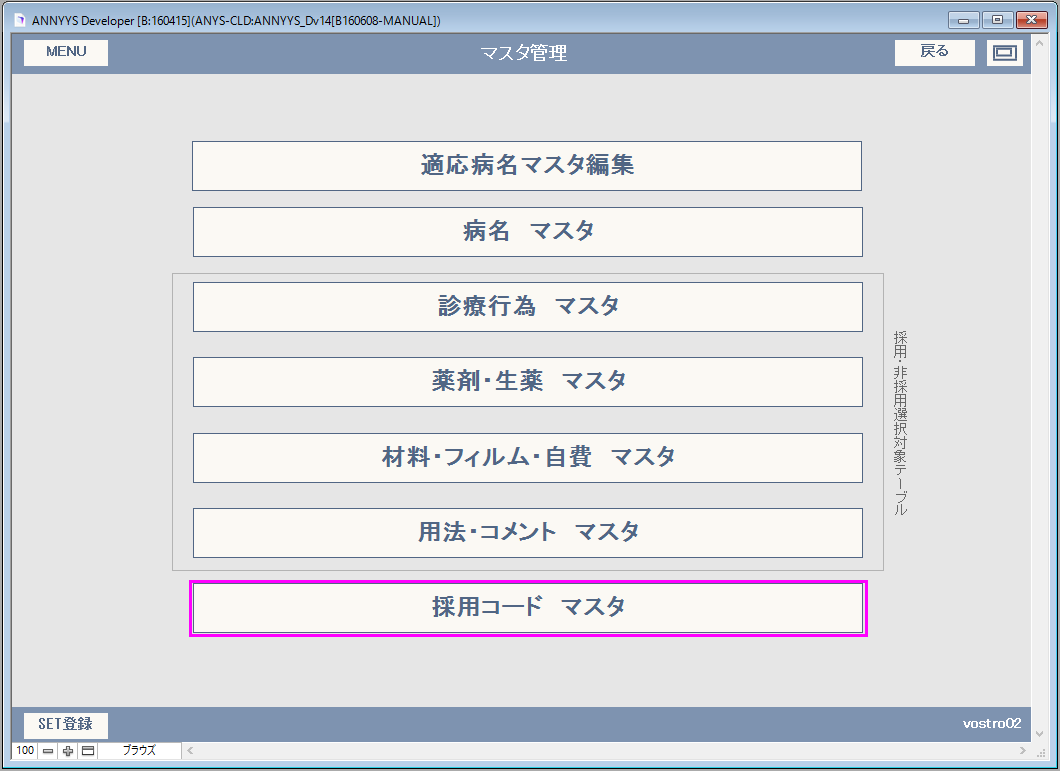 ANNYYS Developer [B:160415](ANYS-CLD:ANNYYS_Dv14[B160608-MANUAL])
MENU
マスタ管理
戻る
適応病名マスタ編集
病名　マスタ
診療行為　マスタ
薬剤・生薬　マスタ
材料・フィルム・自費　マスタ
用法・コメント　マスタ
採用・非採用選択対象テーブル
採用コード　マスタ
SET登録
vostro02
100
ブラウズ